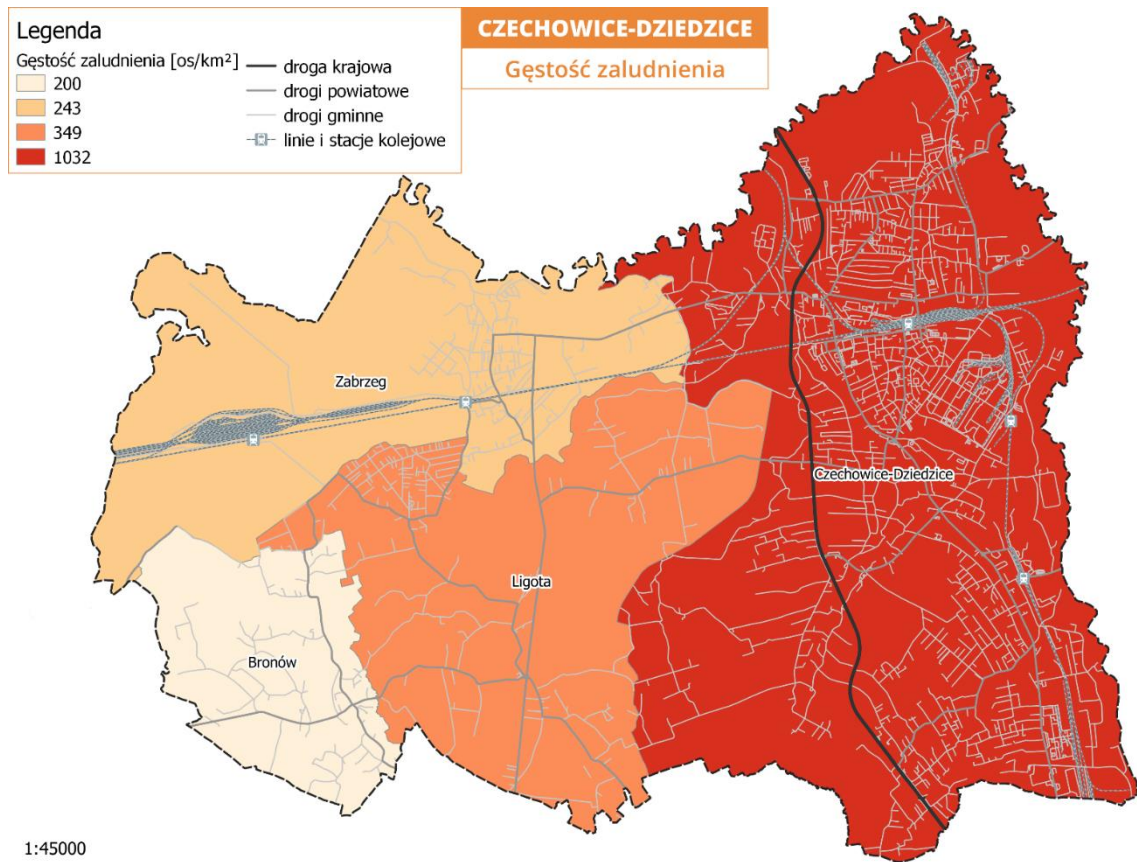 Legenda
Gęstość zaludnienia [os/km²]
200
243
349
1032
droga krajowa
drogi powiatowe
drogi gminne
linie i stacje kolejowe
CZECHOWICE-DZIEDZICE
Gęstość zaludnienia
Zabrzeg
Czechowice-Dziedzice
Ligota
Bronów
1:45000